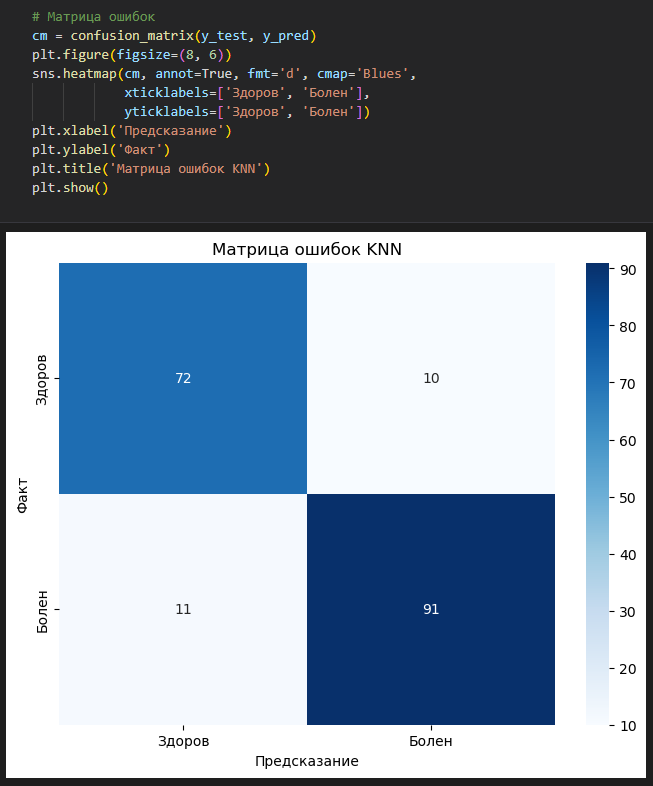 # Матрица ошибок
cm = confusion_matrix(y_test, y_pred)
plt.figure(figsize=(8, 6))
sns.heatmap(cm, annot=True, fmt='d', cmap='Blues',
            xticklabels=['Здоров', 'Болен'],
            yticklabels=['Здоров', 'Болен'])
plt.xlabel('Предсказание')
plt.ylabel('Факт')
plt.title('Матрица ошибок KNN')
plt.show()
Матрица ошибок KNN
90
80
70
60
50
40
30
20
10
Здоров
72
10
Факт
Болен
11
91
Здоров
Болен
Предсказание